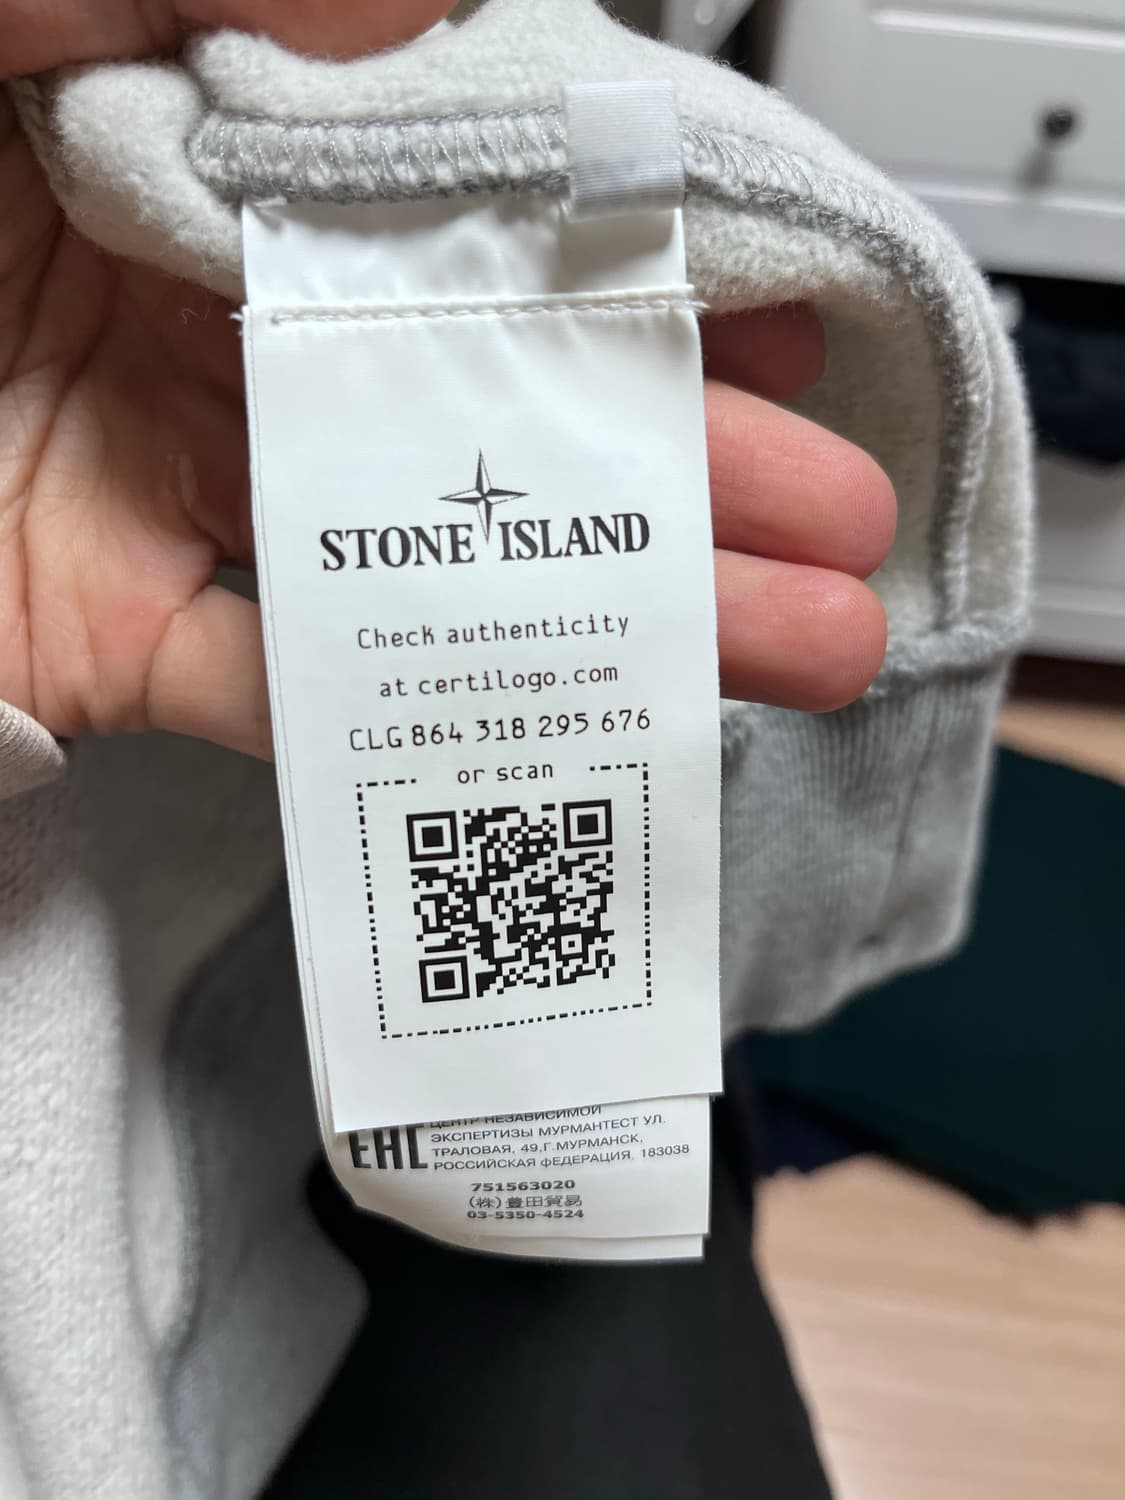 STONE ISLAND
Check authenticity
at certilogo.com
CLG 864 318 295 676
or scan
ЦЕНТР НЕЗАВИСИМОЙ
EAC ЭКСПЕРТИЗЫ МУРМАНТЕСТ УЛ.
ТРАЛОВАЯ, 49,Г.МУРМАНСК,
РОССИЙСКАЯ ФЕДЕРАЦИЯ, 183038
751563020
(株)豊田貿易
03-5350-4524